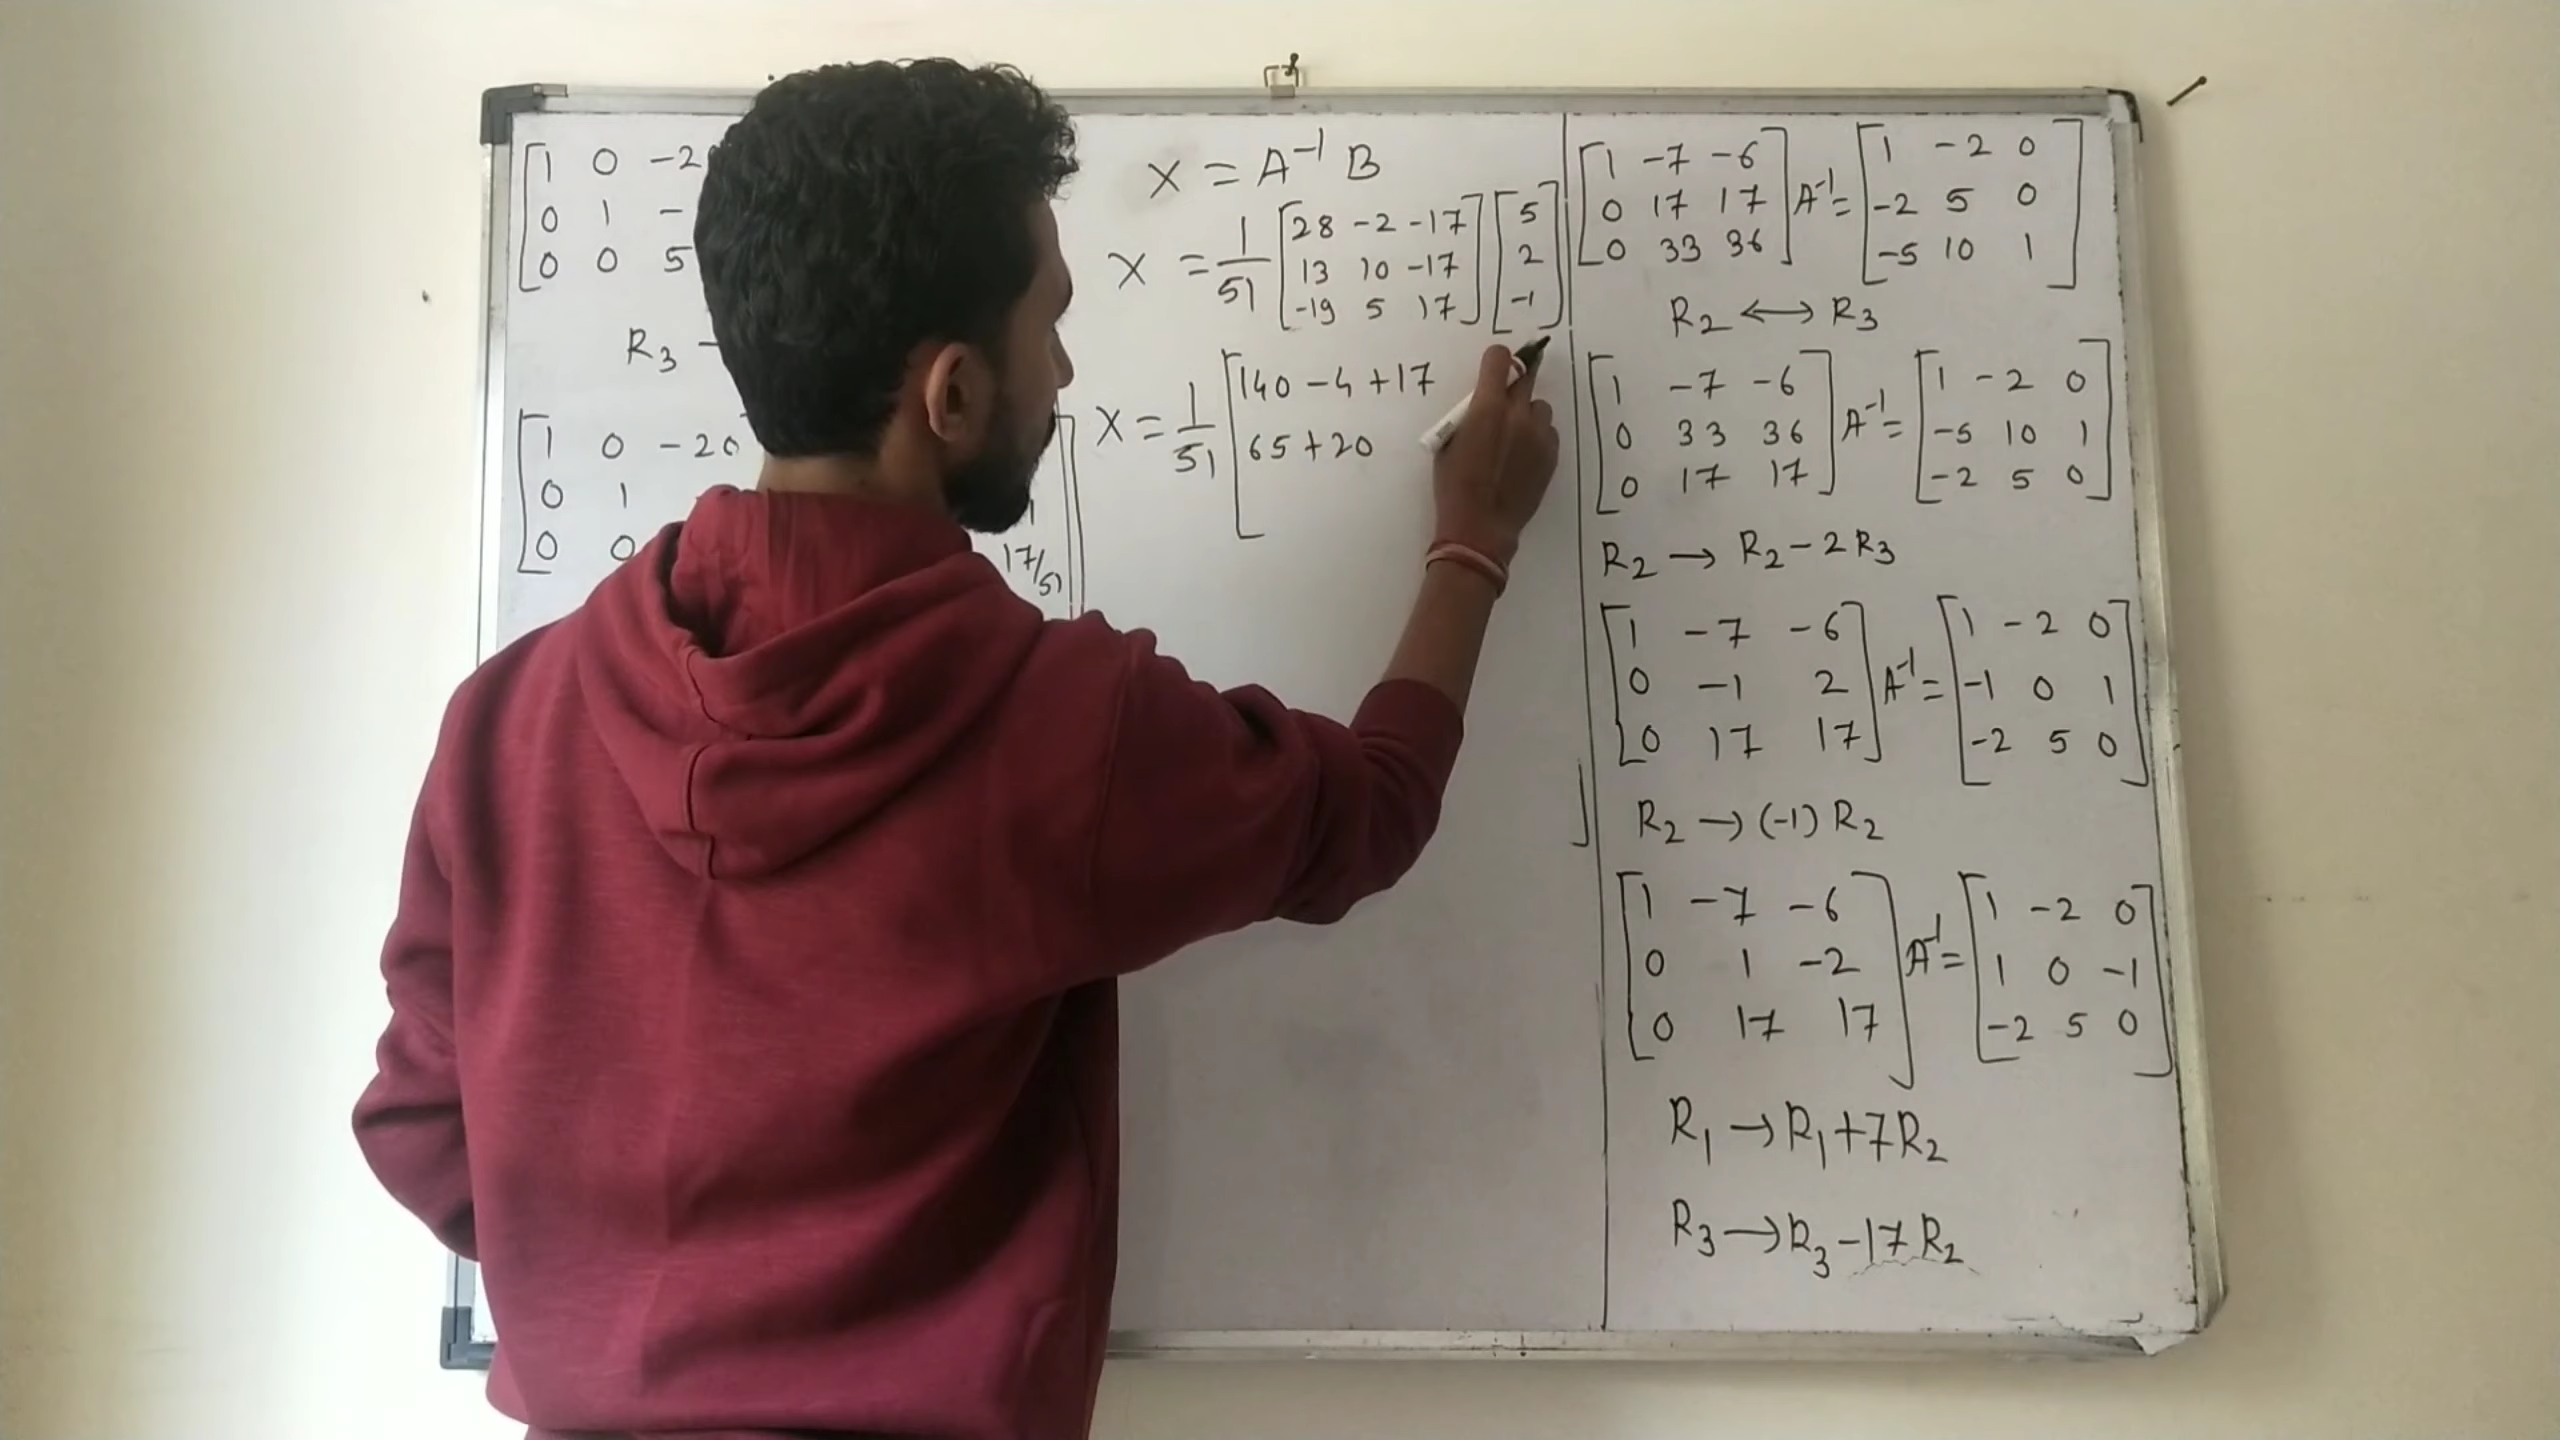 1 0 -2
0 1 -
0 0 5
R3 -
1 0 -20
0 1
0 0 17/51
X = A^-1 B
X = 1/51 [28 -2 -17] [5]
13 10 -17 2
-19 5 17 -1
X = 1/51 [140 -4 +17
65 + 20
[1 -7 -6] A^-1 = [1 -2 0]
0 17 17 -2 5 0
0 33 36 -5 10 1
R2 ↔ R3
[1 -7 -6] A^-1 = [1 -2 0]
0 33 36 -5 10 1
0 17 17 -2 5 0
R2 → R2 - 2R3
[1 -7 -6] A^-1 = [1 -2 0]
0 -1 2 -1 0 1
0 17 17 -2 5 0
R2 → (-1) R2
[1 -7 -6] A^-1 = [1 -2 0]
0 1 -2 1 0 -1
0 17 17 -2 5 0
R1 → R1 + 7R2
R3 → R3 - 17R2